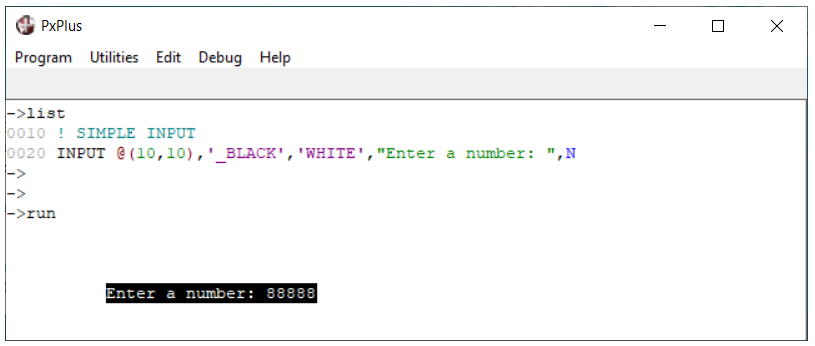 PxPlus
Program Utilities Edit Debug Help
->list
0010 ! SIMPLE INPUT
0020 INPUT @(10,10),'_BLACK','WHITE',"Enter a number: ",N
->
->
->run
Enter a number: 88888